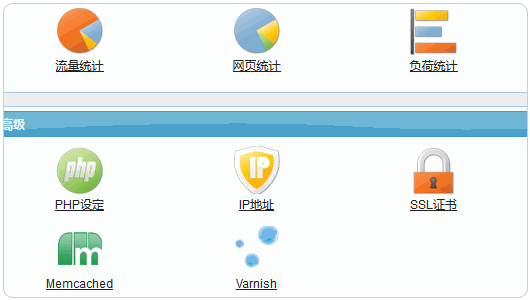 流量统计 网页统计 负荷统计
高级
php IP
PHP设定 IP地址 SSL证书
m
Memcached Varnish